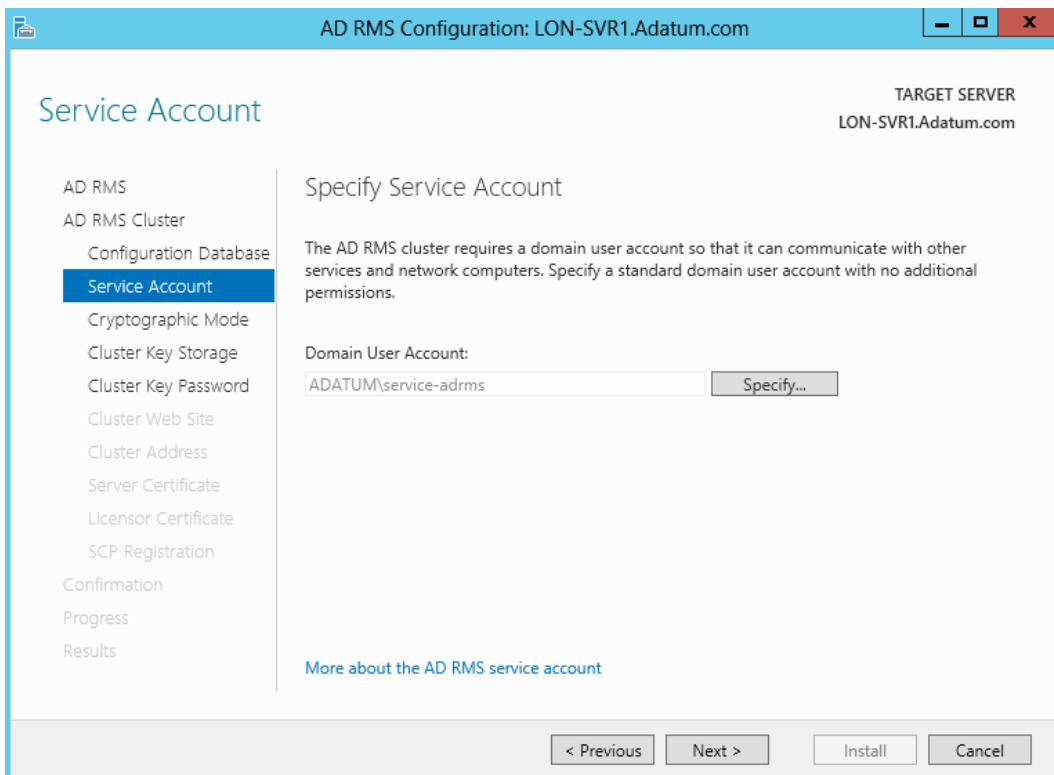 AD RMS Configuration: LON-SVR1.Adatum.com
x
Service Account
TARGET SERVER
LON-SVR1.Adatum.com
AD RMS
AD RMS Cluster
Configuration Database
Service Account
Cryptographic Mode
Cluster Key Storage
Cluster Key Password
Cluster Web Site
Cluster Address
Server Certificate
Licensor Certificate
SCP Registration
Confirmation
Progress
Results
Specify Service Account
The AD RMS cluster requires a domain user account so that it can communicate with other
services and network computers. Specify a standard domain user account with no additional
permissions.
Domain User Account:
ADATUM\service-adrms
Specify...
More about the AD RMS service account
< Previous
Next >
Install
Cancel